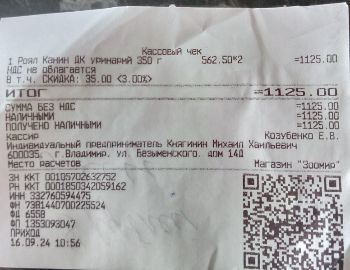 Кассовый чек
1 Роял Канин ДК уринарий 350 г 562.50*2 =1125.00
НДС не облагается
В т.ч. СКИДКА: 35.00 <3.00%>
ИТОГ =1125.00
СУММА БЕЗ НДС =1125.00
НАЛИЧНЫМИ =1125.00
ПОЛУЧЕНО НАЛИЧНЫМИ =1125.00
Кассир Козубенко Е.В.
Индивидуальный предприниматель Княгинин Михаил Хаильевич
600035, г.Владимир, ул. Безыменского, дом 14Д
Место расчетов Магазин "Зоомир"
ЗН ККТ 00105702632752
РН ККТ 0001850342059162
ИНН 332760594475
ФН 7381440700225524
ФД 6558
ФП 1353093047
ПРИХОД
16.09.24 10:56